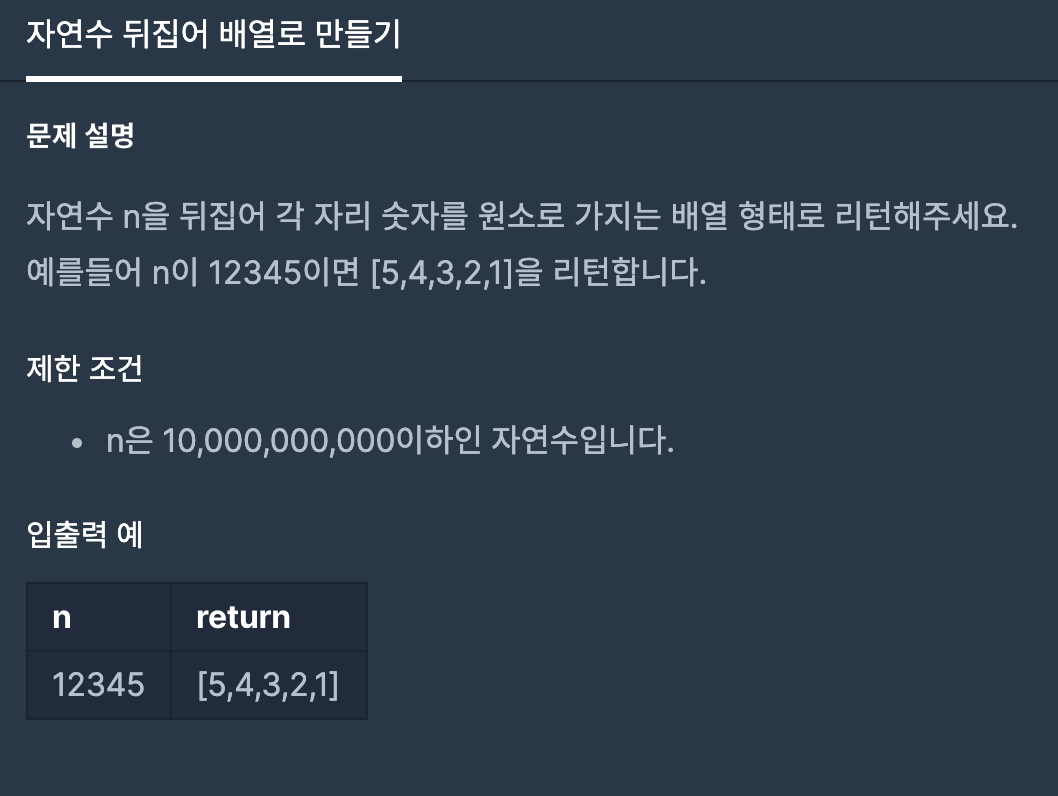 자연수 뒤집어 배열로 만들기
문제 설명
자연수 n을 뒤집어 각 자리 숫자를 원소로 가지는 배열 형태로 리턴해주세요.
예를들어 n이 12345이면 [5,4,3,2,1]을 리턴합니다.
제한 조건
• n은 10,000,000,000이하인 자연수입니다.
입출력 예
n return
12345 [5,4,3,2,1]